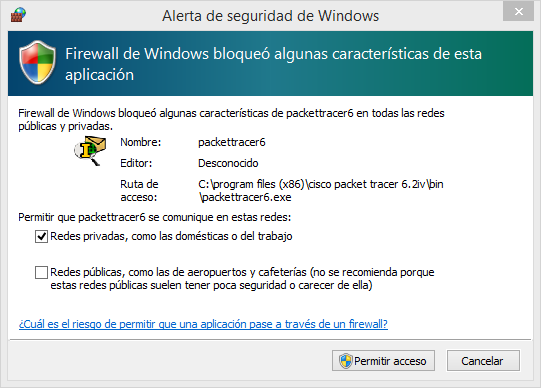 Alerta de seguridad de Windows
Firewall de Windows bloqueó algunas características de esta
aplicación
Firewall de Windows bloqueó algunas características de packettracer6 en todas las redes
públicas y privadas.
Nombre: packettracer6
Editor: Desconocido
Ruta de C:\program files (x86)\cisco packet tracer 6.2iv\bin
acceso: \packettracer6.exe
Permitir que packettracer6 se comunique en estas redes:
Redes privadas, como las domésticas o del trabajo
Redes públicas, como las de aeropuertos y cafeterías (no se recomienda porque
estas redes públicas suelen tener poca seguridad o carecer de ella)
¿Cuál es el riesgo de permitir que una aplicación pase a través de un firewall?
Permitir acceso Cancelar